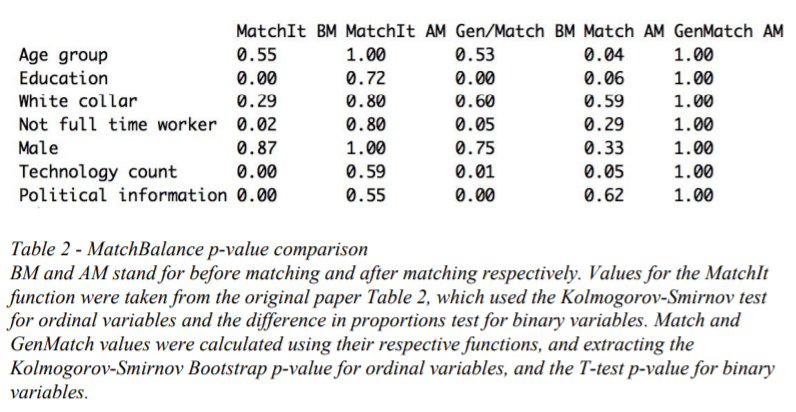 MatchIt BM MatchIt AM Gen/Match BM Match AM GenMatch AM
Age group 0.55 1.00 0.53 0.04 1.00
Education 0.00 0.72 0.00 0.06 1.00
White collar 0.29 0.80 0.60 0.59 1.00
Not full time worker 0.02 0.80 0.05 0.29 1.00
Male 0.87 1.00 0.75 0.33 1.00
Technology count 0.00 0.59 0.01 0.05 1.00
Political information 0.00 0.55 0.00 0.62 1.00
Table 2 - MatchBalance p-value comparison
BM and AM stand for before matching and after matching respectively. Values for the MatchIt
function were taken from the original paper Table 2, which used the Kolmogorov-Smirnov test
for ordinal variables and the difference in proportions test for binary variables. Match and
GenMatch values were calculated using their respective functions, and extracting the
Kolmogorov-Smirnov Bootstrap p-value for ordinal variables, and the T-test p-value for binary
variables.